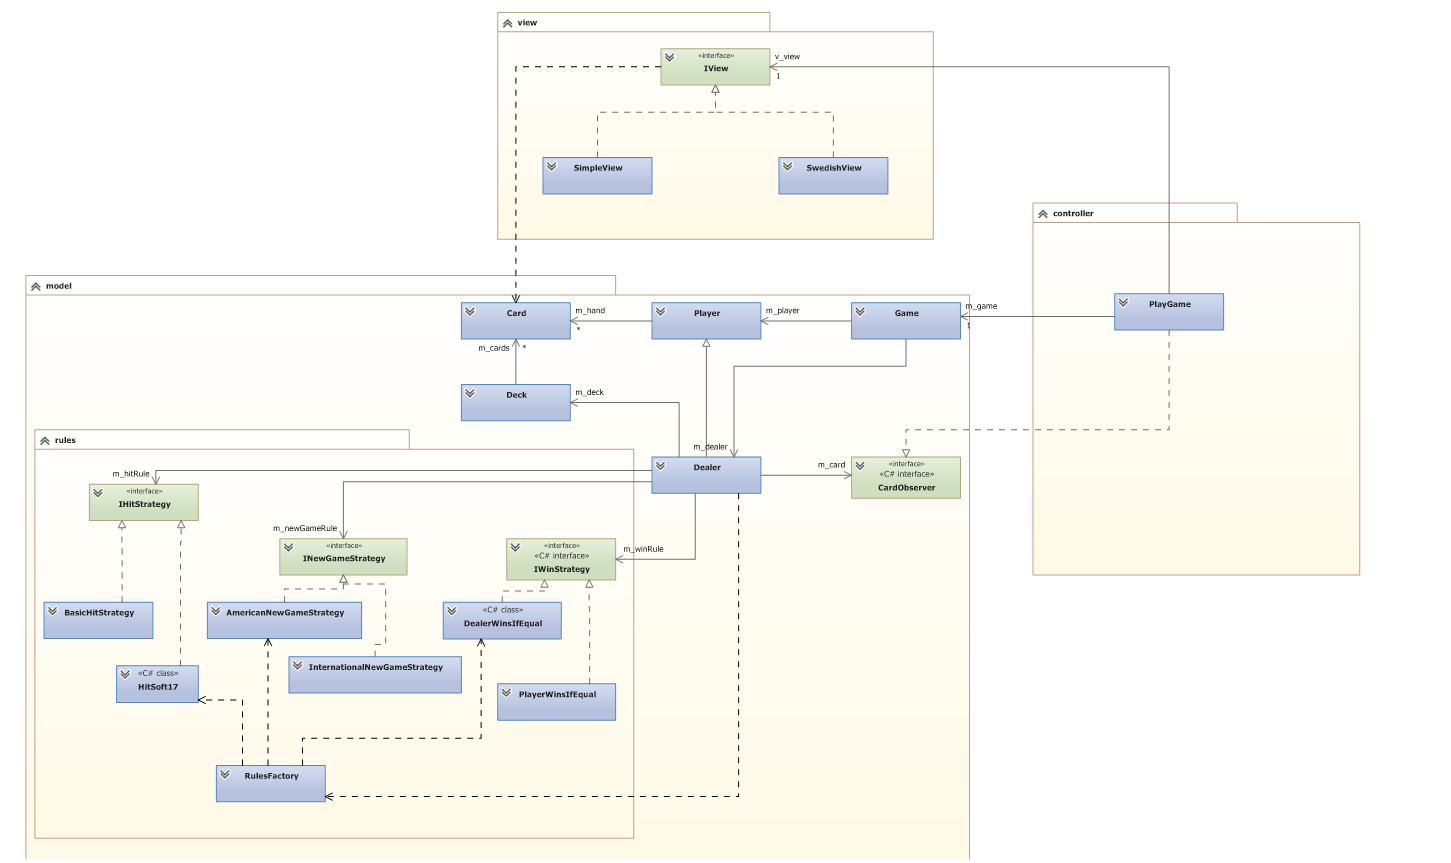 view
«interface»
IView
v_view
1
SimpleView
SwedishView
controller
PlayGame
model
Card
m_hand
*
Player
m_player
Game
m_game
1
m_cards
*
Deck
m_deck
rules
m_dealer
Dealer
m_card
«interface»
«C# interface»
CardObserver
m_hitRule
«interface»
IHitStrategy
m_newGameRule
«interface»
INewGameStrategy
«interface»
«C# interface»
IWinStrategy
m_winRule
BasicHitStrategy
AmericanNewGameStrategy
«C# class»
DealerWinsIfEqual
InternationalNewGameStrategy
«C# class»
HitSoft17
PlayerWinsIfEqual
RulesFactory